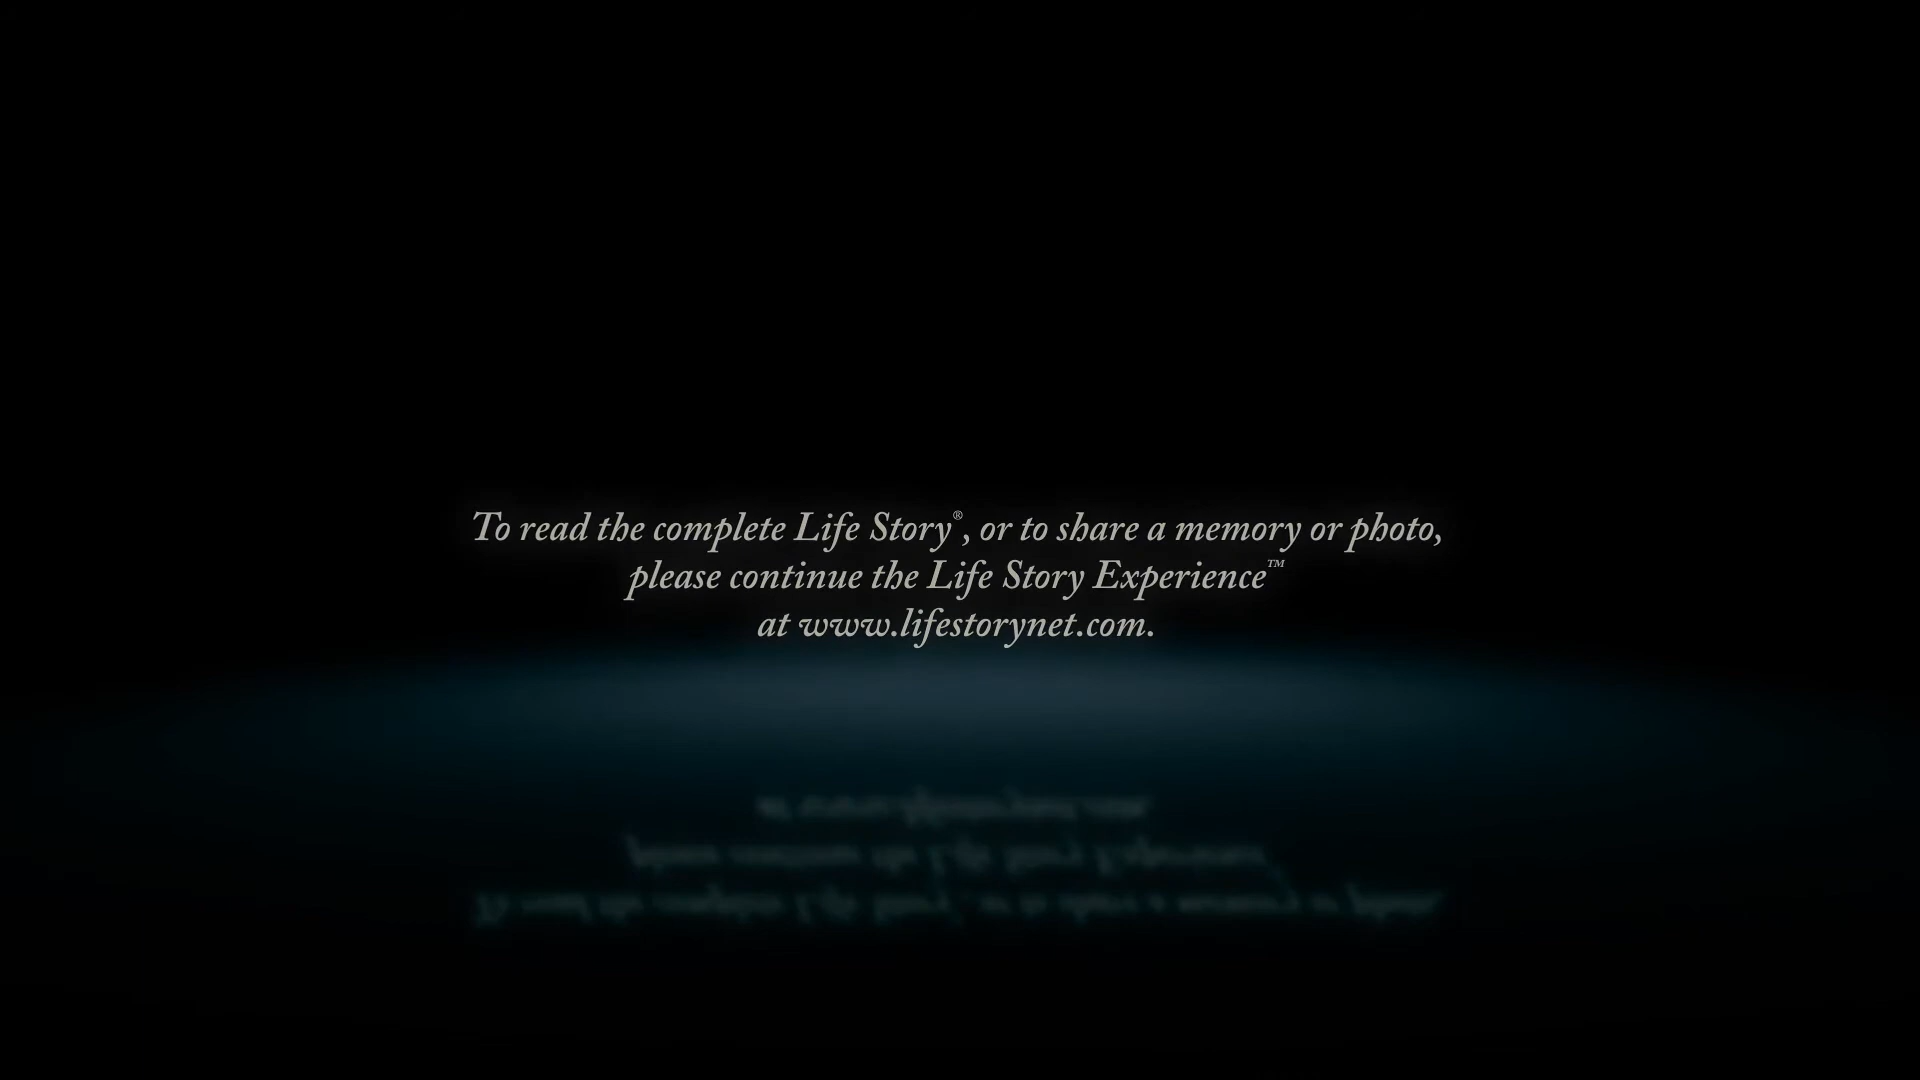 To read the complete Life Story®, or to share a memory or photo,
please continue the Life Story Experience™
at www.lifestorynet.com.